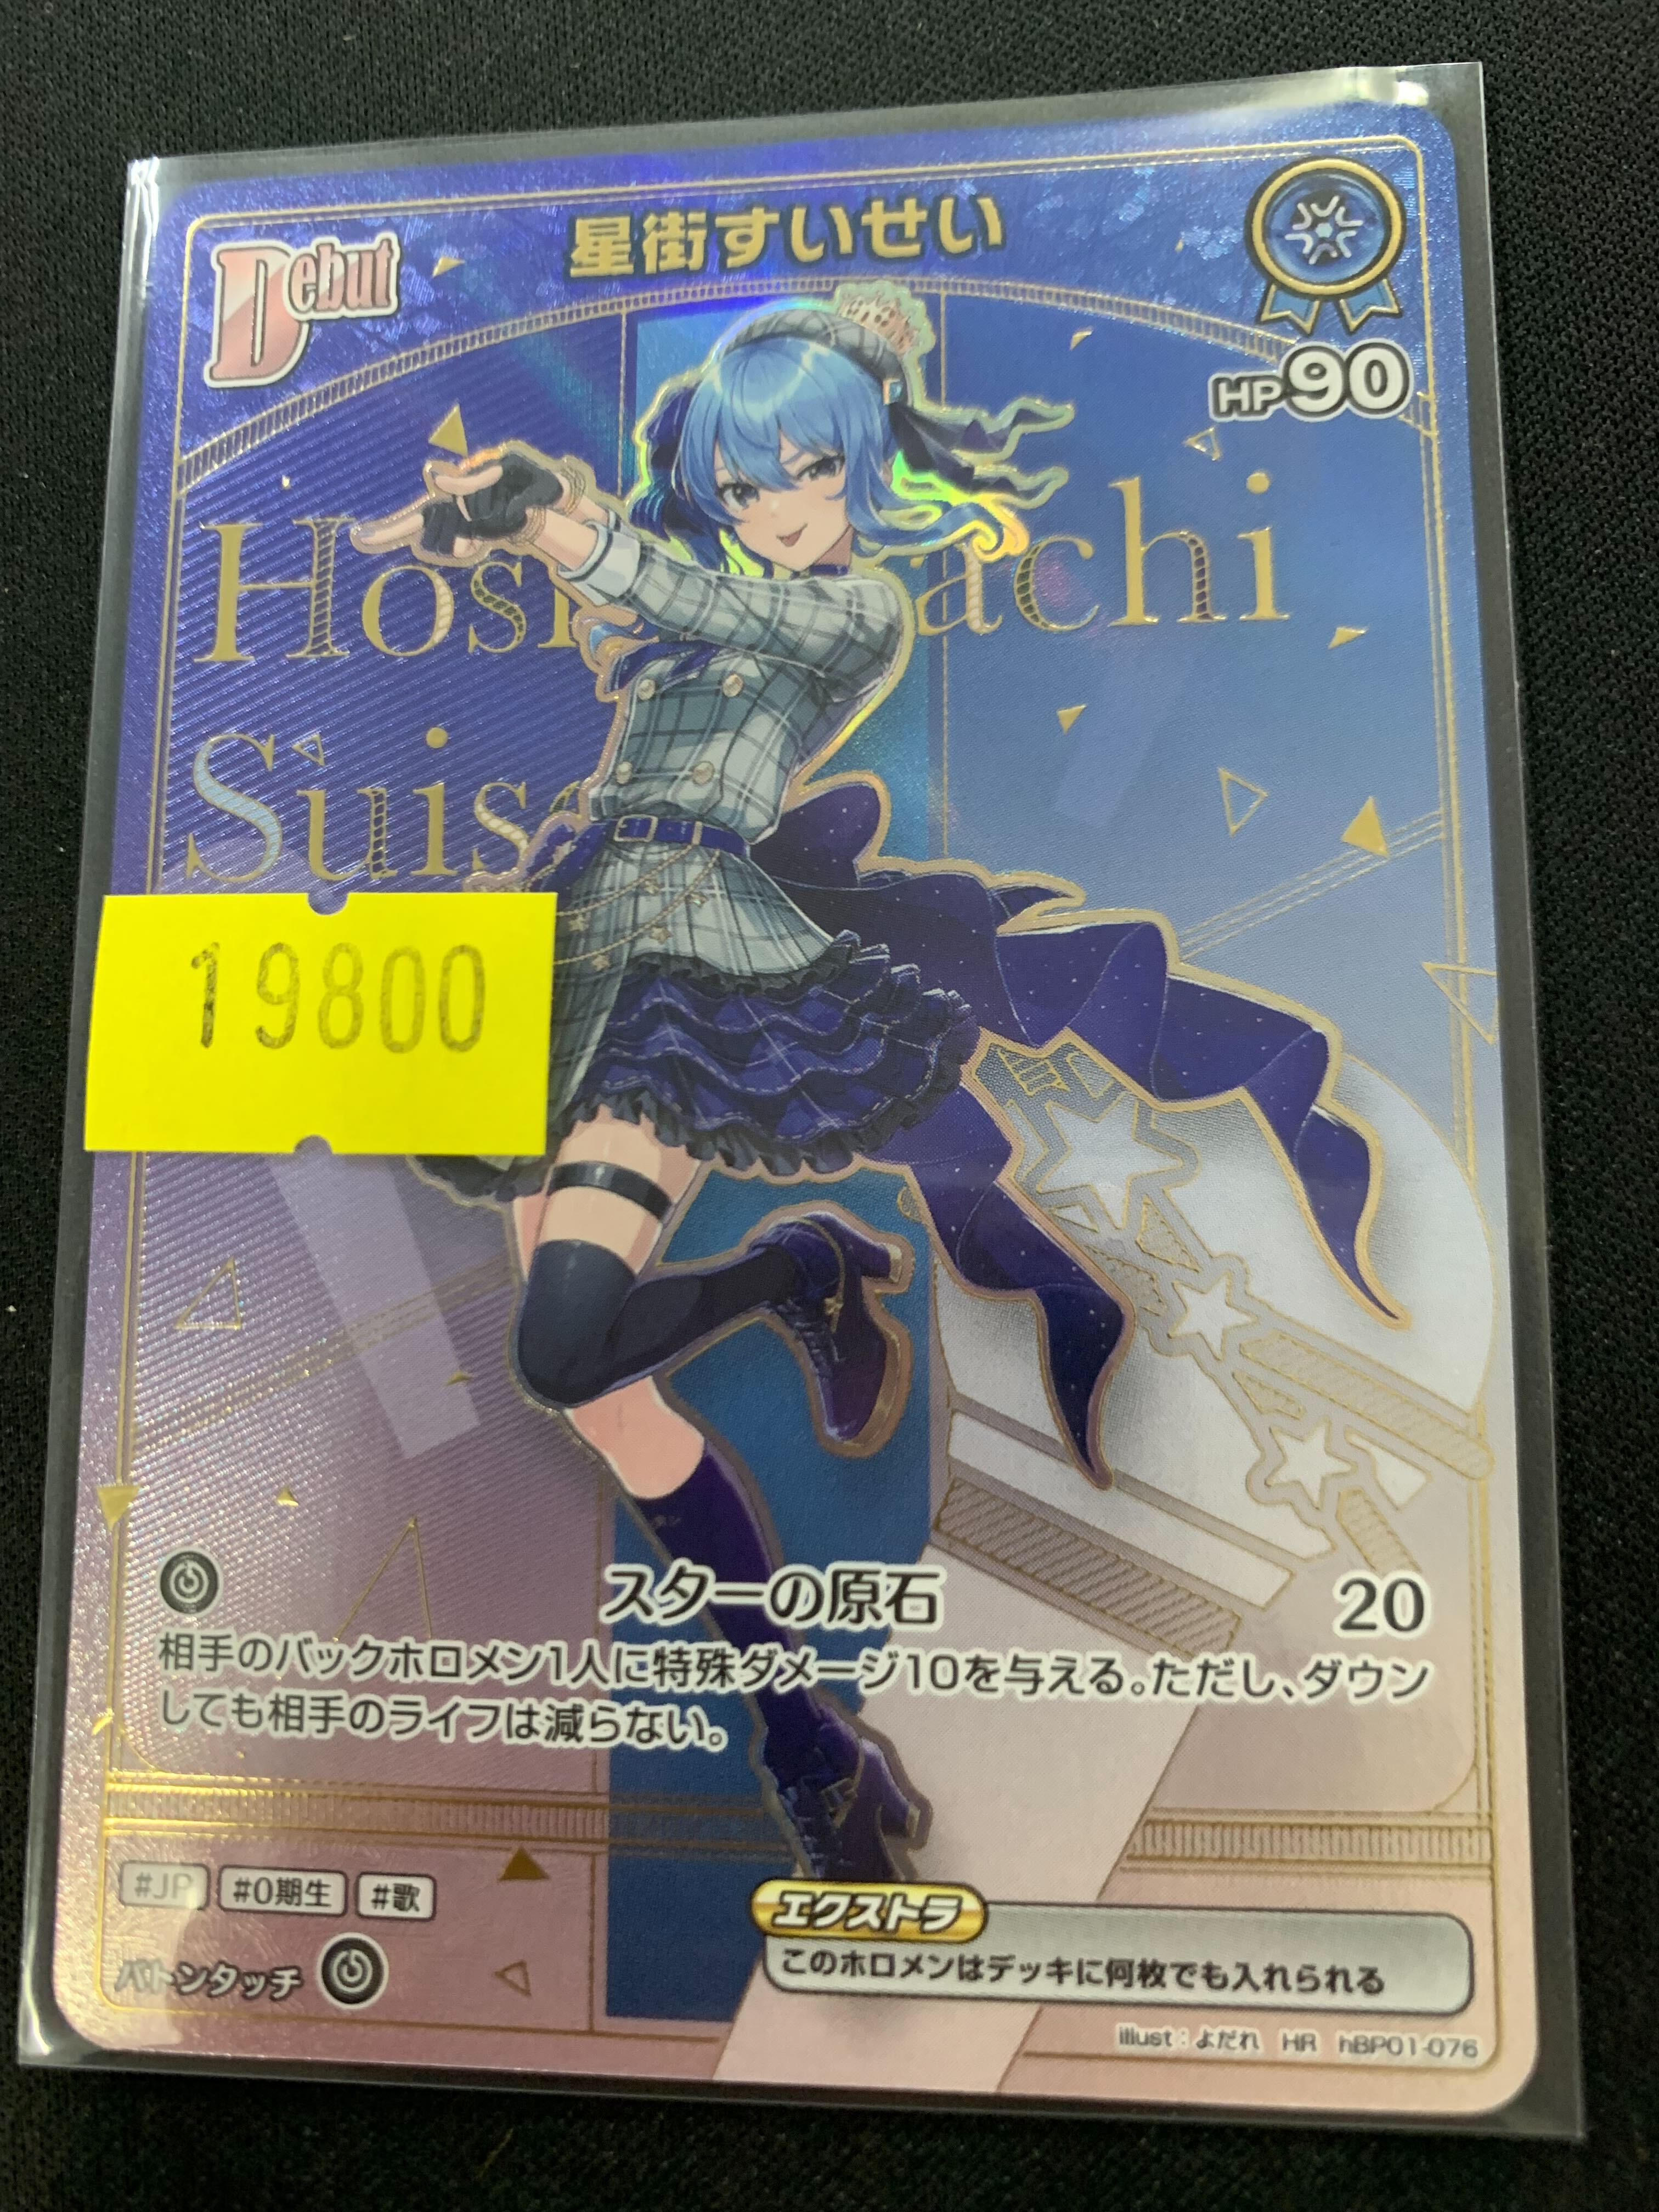 Debut
星街すいせい
HP90
Hos achi
Suis
19800
スターの原石 20
相手のバックホロメン1人に特殊ダメージ10を与える。ただし、ダウン
しても相手のライフは減らない。
#JP #0期生 #歌
エクストラ
バトンタッチ
このホロメンはデッキに何枚でも入れられる
illust:よだれ HR hBP01-076